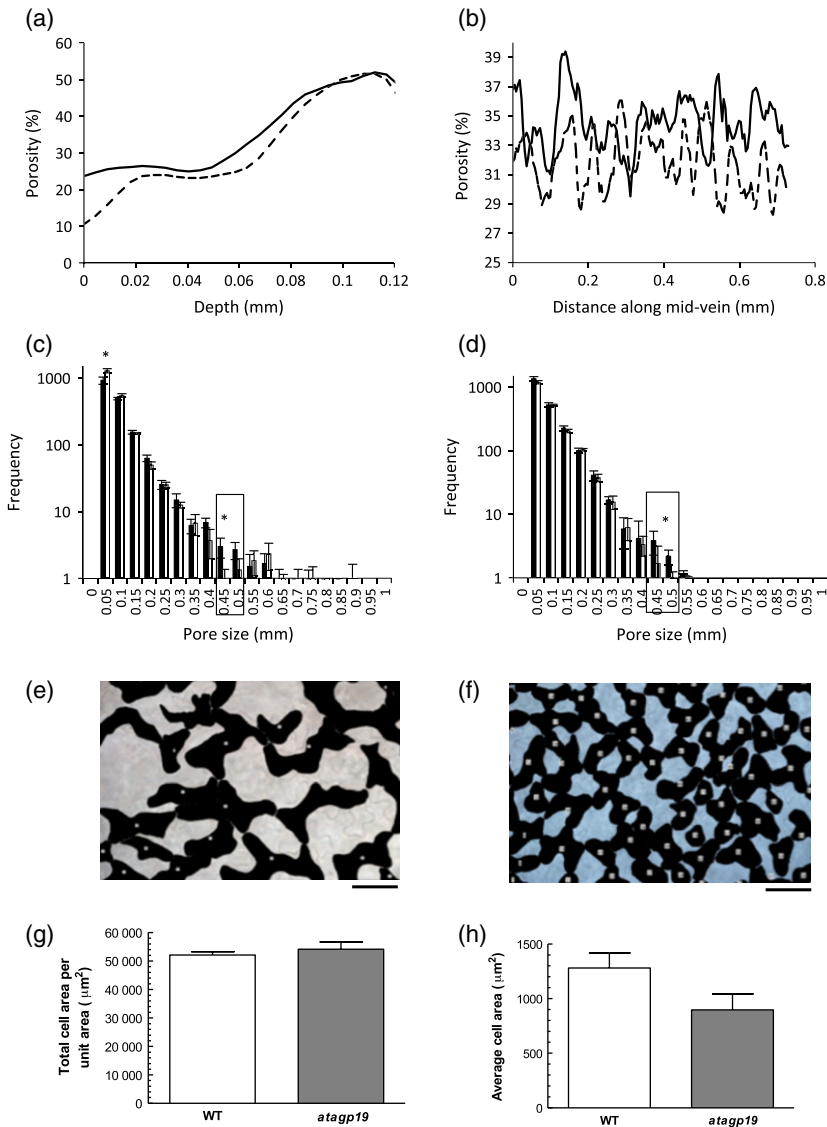 (a)
60
50
40
30
20
10
0
Porosity (%)
0 0.02 0.04 0.06 0.08 0.1 0.12
Depth (mm)
(b)
39
37
35
33
31
29
27
25
Porosity (%)
0 0.2 0.4 0.6 0.8
Distance along mid-vein (mm)
(c)
*
1000
100
10
1
Frequency
*
0 0.05 0.1 0.15 0.2 0.25 0.3 0.35 0.4 0.45 0.5 0.55 0.6 0.65 0.7 0.75 0.8 0.85 0.9 0.95 1
Pore size (mm)
(d)
1000
100
10
1
Frequency
*
0 0.05 0.1 0.15 0.2 0.25 0.3 0.35 0.4 0.45 0.5 0.55 0.6 0.65 0.7 0.75 0.8 0.85 0.9 0.95 1
Pore size (mm)
(e)
(f)
(g)
60 000
50 000
40 000
30 000
20 000
10 000
0
Total cell area per
unit area (μm²)
WT atagp19
(h)
1500
1000
500
0
Average cell area (μm²)
WT atagp19